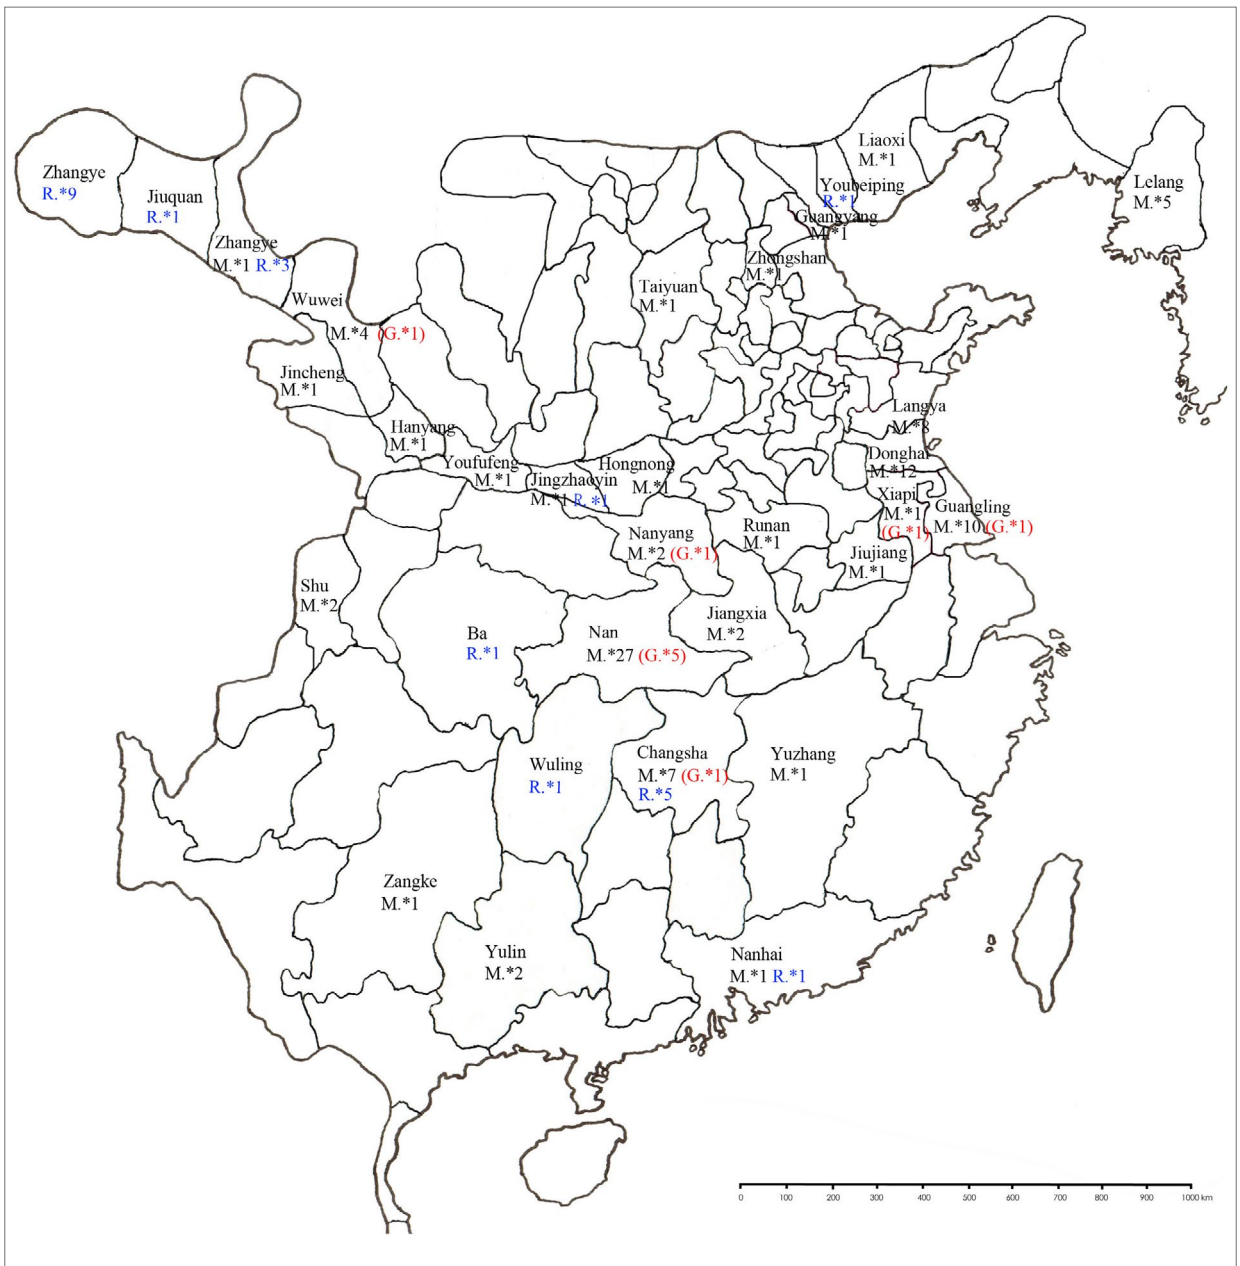 Liaoxi
M.*1
Zhangye
R.*9
Jiuquan
R.*1
Youbeiping
R.*1
Lelang
M.*5
Guangyang
M.*1
Zhangye
M.*1 R.*3
Zhongshan
M.*1
Taiyuan
M.*1
Wuwei
M.*4 (G.*1)
Jincheng
M.*1
Langya
M.*8
Hanyang
M.*1
Donghai
M.*12
Youfufeng
M.*1
Hongnong
M.*1
Jingzhaoyin
M.*1 R.*1
Xiapi
M.*1
(G.*1)
Guangling
M.*10 (G.*1)
Nanyang
M.*2 (G.*1)
Runan
M.*1
Jiujiang
M.*1
Shu
M.*2
Jiangxia
M.*2
Ba
R.*1
Nan
M.*27 (G.*5)
Wuling
R.*1
Changsha
M.*7 (G.*1)
R.*5
Yuzhang
M.*1
Zangke
M.*1
Yulin
M.*2
Nanhai
M.*1 R.*1
0 100 200 300 400 500 600 700 800 900 1000 km